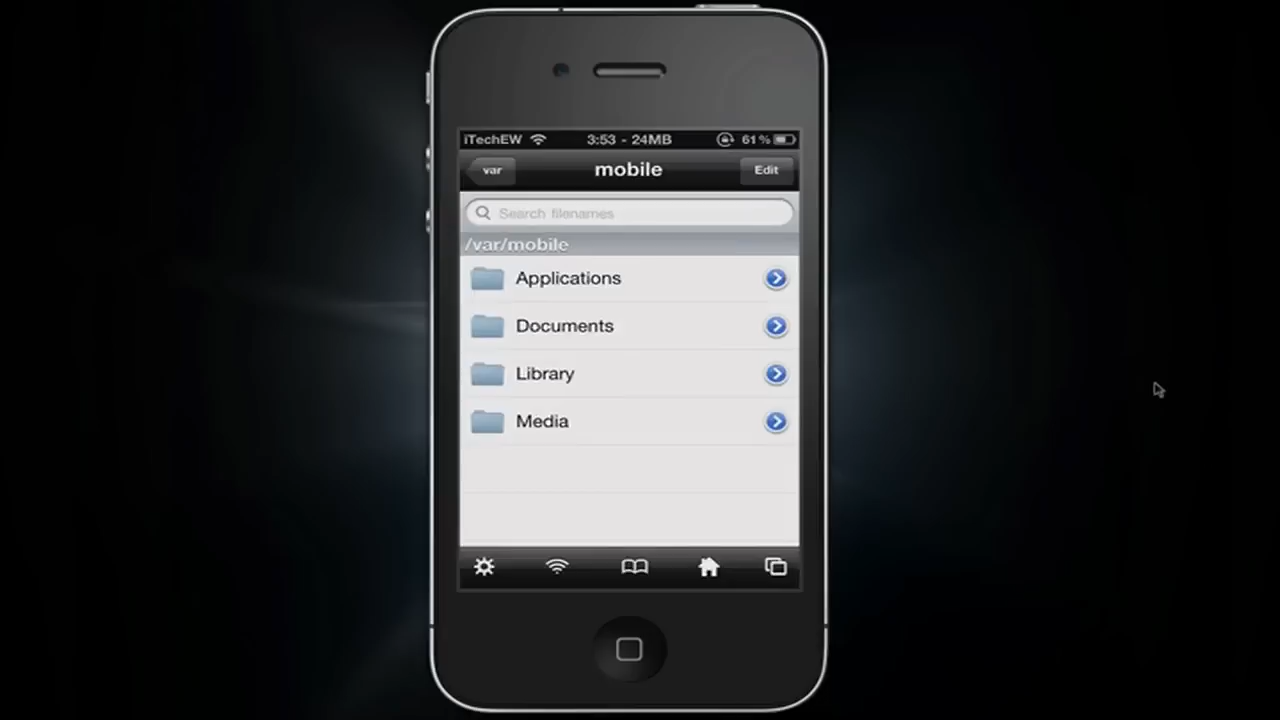 iTechEW 3:53 - 24MB 61%
var mobile Edit
Search filenames
/var/mobile
Applications
Documents
Library
Media